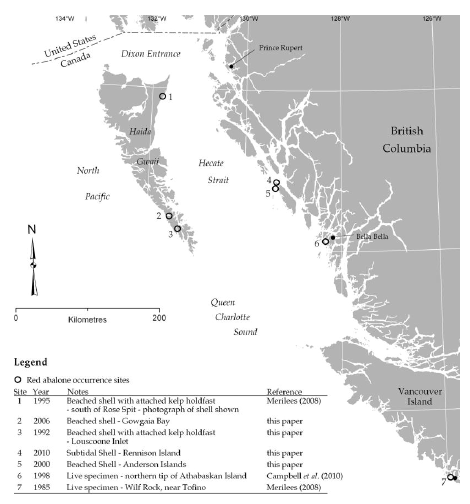 134°W 132°W 130°W 128°W 126°W
United States
Canada
Dixon Entrance
Prince Rupert
1
Haida
Gwaii
British
Columbia
Hecate
Strait
North
Pacific
4
5
2
3
6
Bella Bella
N
0 Kilometres 200
Queen
Charlotte
Sound
Vancouver
Island
7
Legend
Red abalone occurrence sites
Site Year Notes Reference
1 1995 Beached shell with attached kelp holdfast Merilees (2008)
- south of Rose Spit - photograph of shell shown
2 2006 Beached shell - Gowgaia Bay this paper
3 1992 Beached shell with attached kelp holdfast this paper
- Louscoone Inlet
4 2010 Subtidal Shell - Rennison Island this paper
5 2000 Beached Shell - Anderson Islands this paper
6 1998 Live specimen - northern tip of Athabaskan Island Campbell et al. (2010)
7 1985 Live specimen - Wilf Rock, near Tofino Merilees (2008)